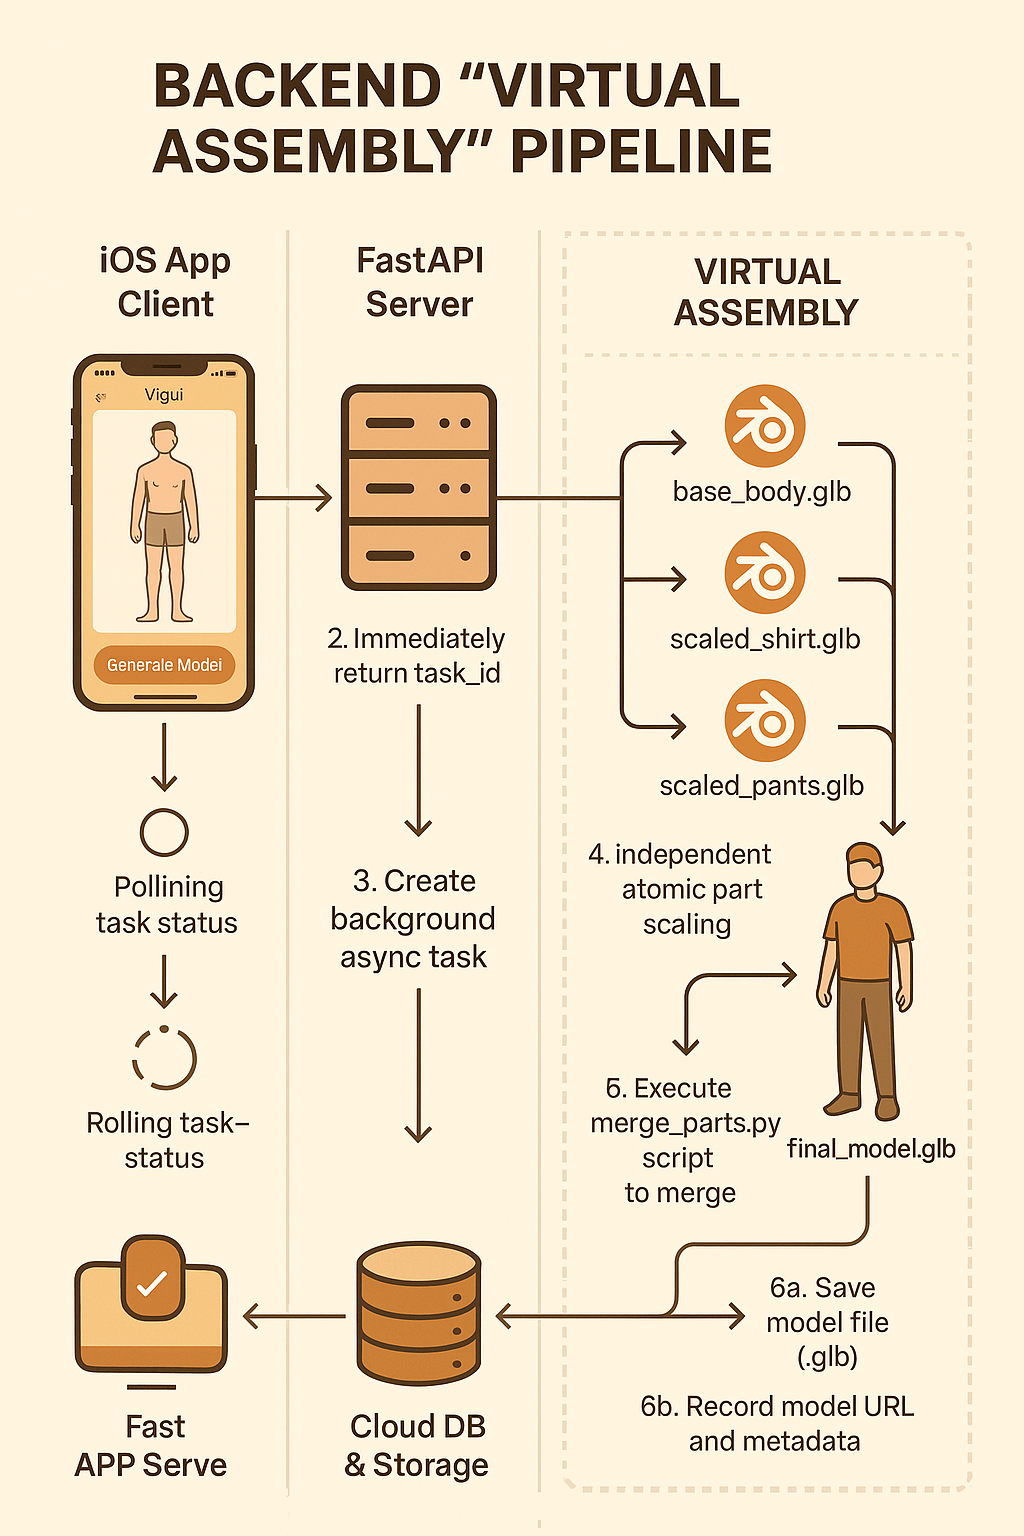 BACKEND “VIRTUAL
ASSEMBLY” PIPELINE
iOS App
Client
Vigui
Generale Modei
Pollining
task status
Rolling task–
status
Fast
APP Serve
FastAPI
Server
2. Immediately
return task_id
3. Create
background
async task
Cloud DB
& Storage
VIRTUAL
ASSEMBLY
base_body.glb
scaled_shirt.glb
scaled_pants.glb
4. independent
atomic part
scaling
5. Execute
merge_parts.py
script
to merge
final_model.glb
6a. Save
model file
(.glb)
6b. Record model URL
and metadata